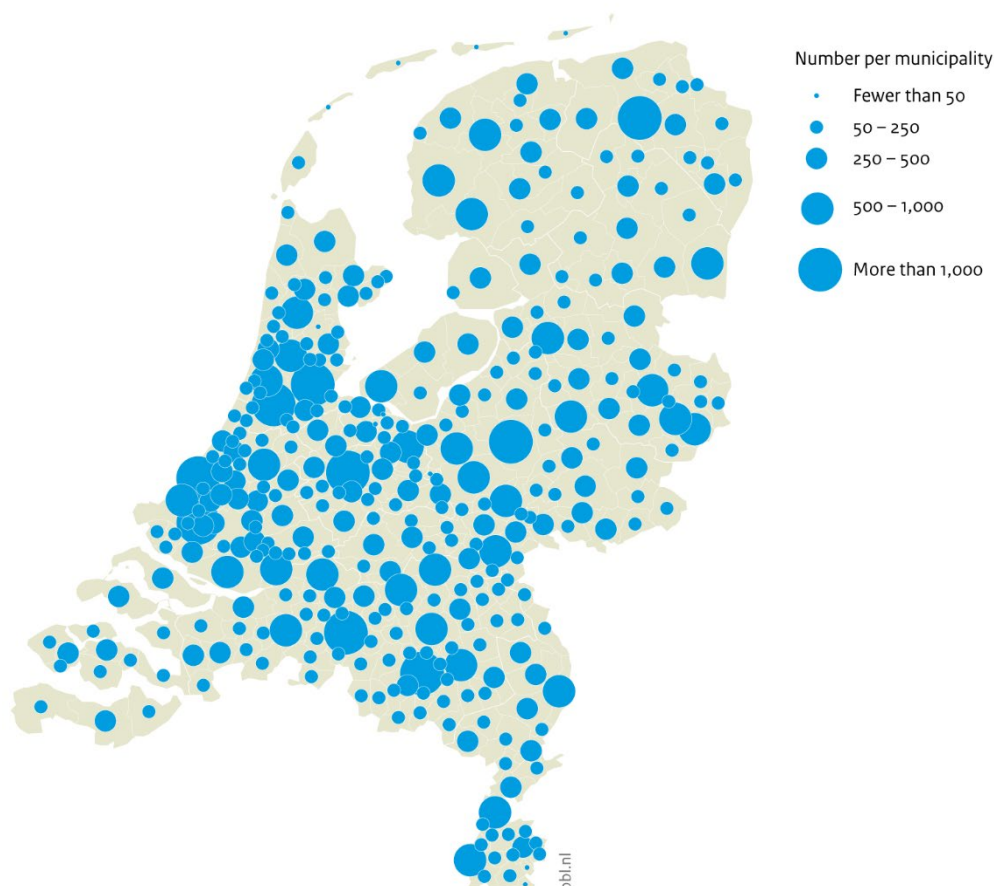 Number per municipality
Fewer than 50
50 – 250
250 – 500
500 – 1,000
More than 1,000
pbl.nl